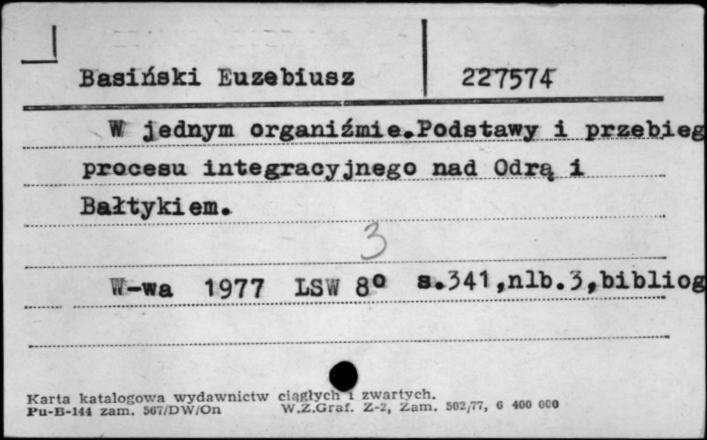 Basiński Euzebiusz 227574
W jednym organiźmie.Podstawy i przebieg
procesu integracyjnego nad Odrą i
Bałtykiem.
3
W-wa 1977 LSW 8° s.341,nlb.3,bibliog
Karta katalogowa wydawnictw ciągłych i zwartych.
Pu-B-144 zam. 567/DW/On W.Z.Graf. Z-2, Zam. 502/77, 6 400 000